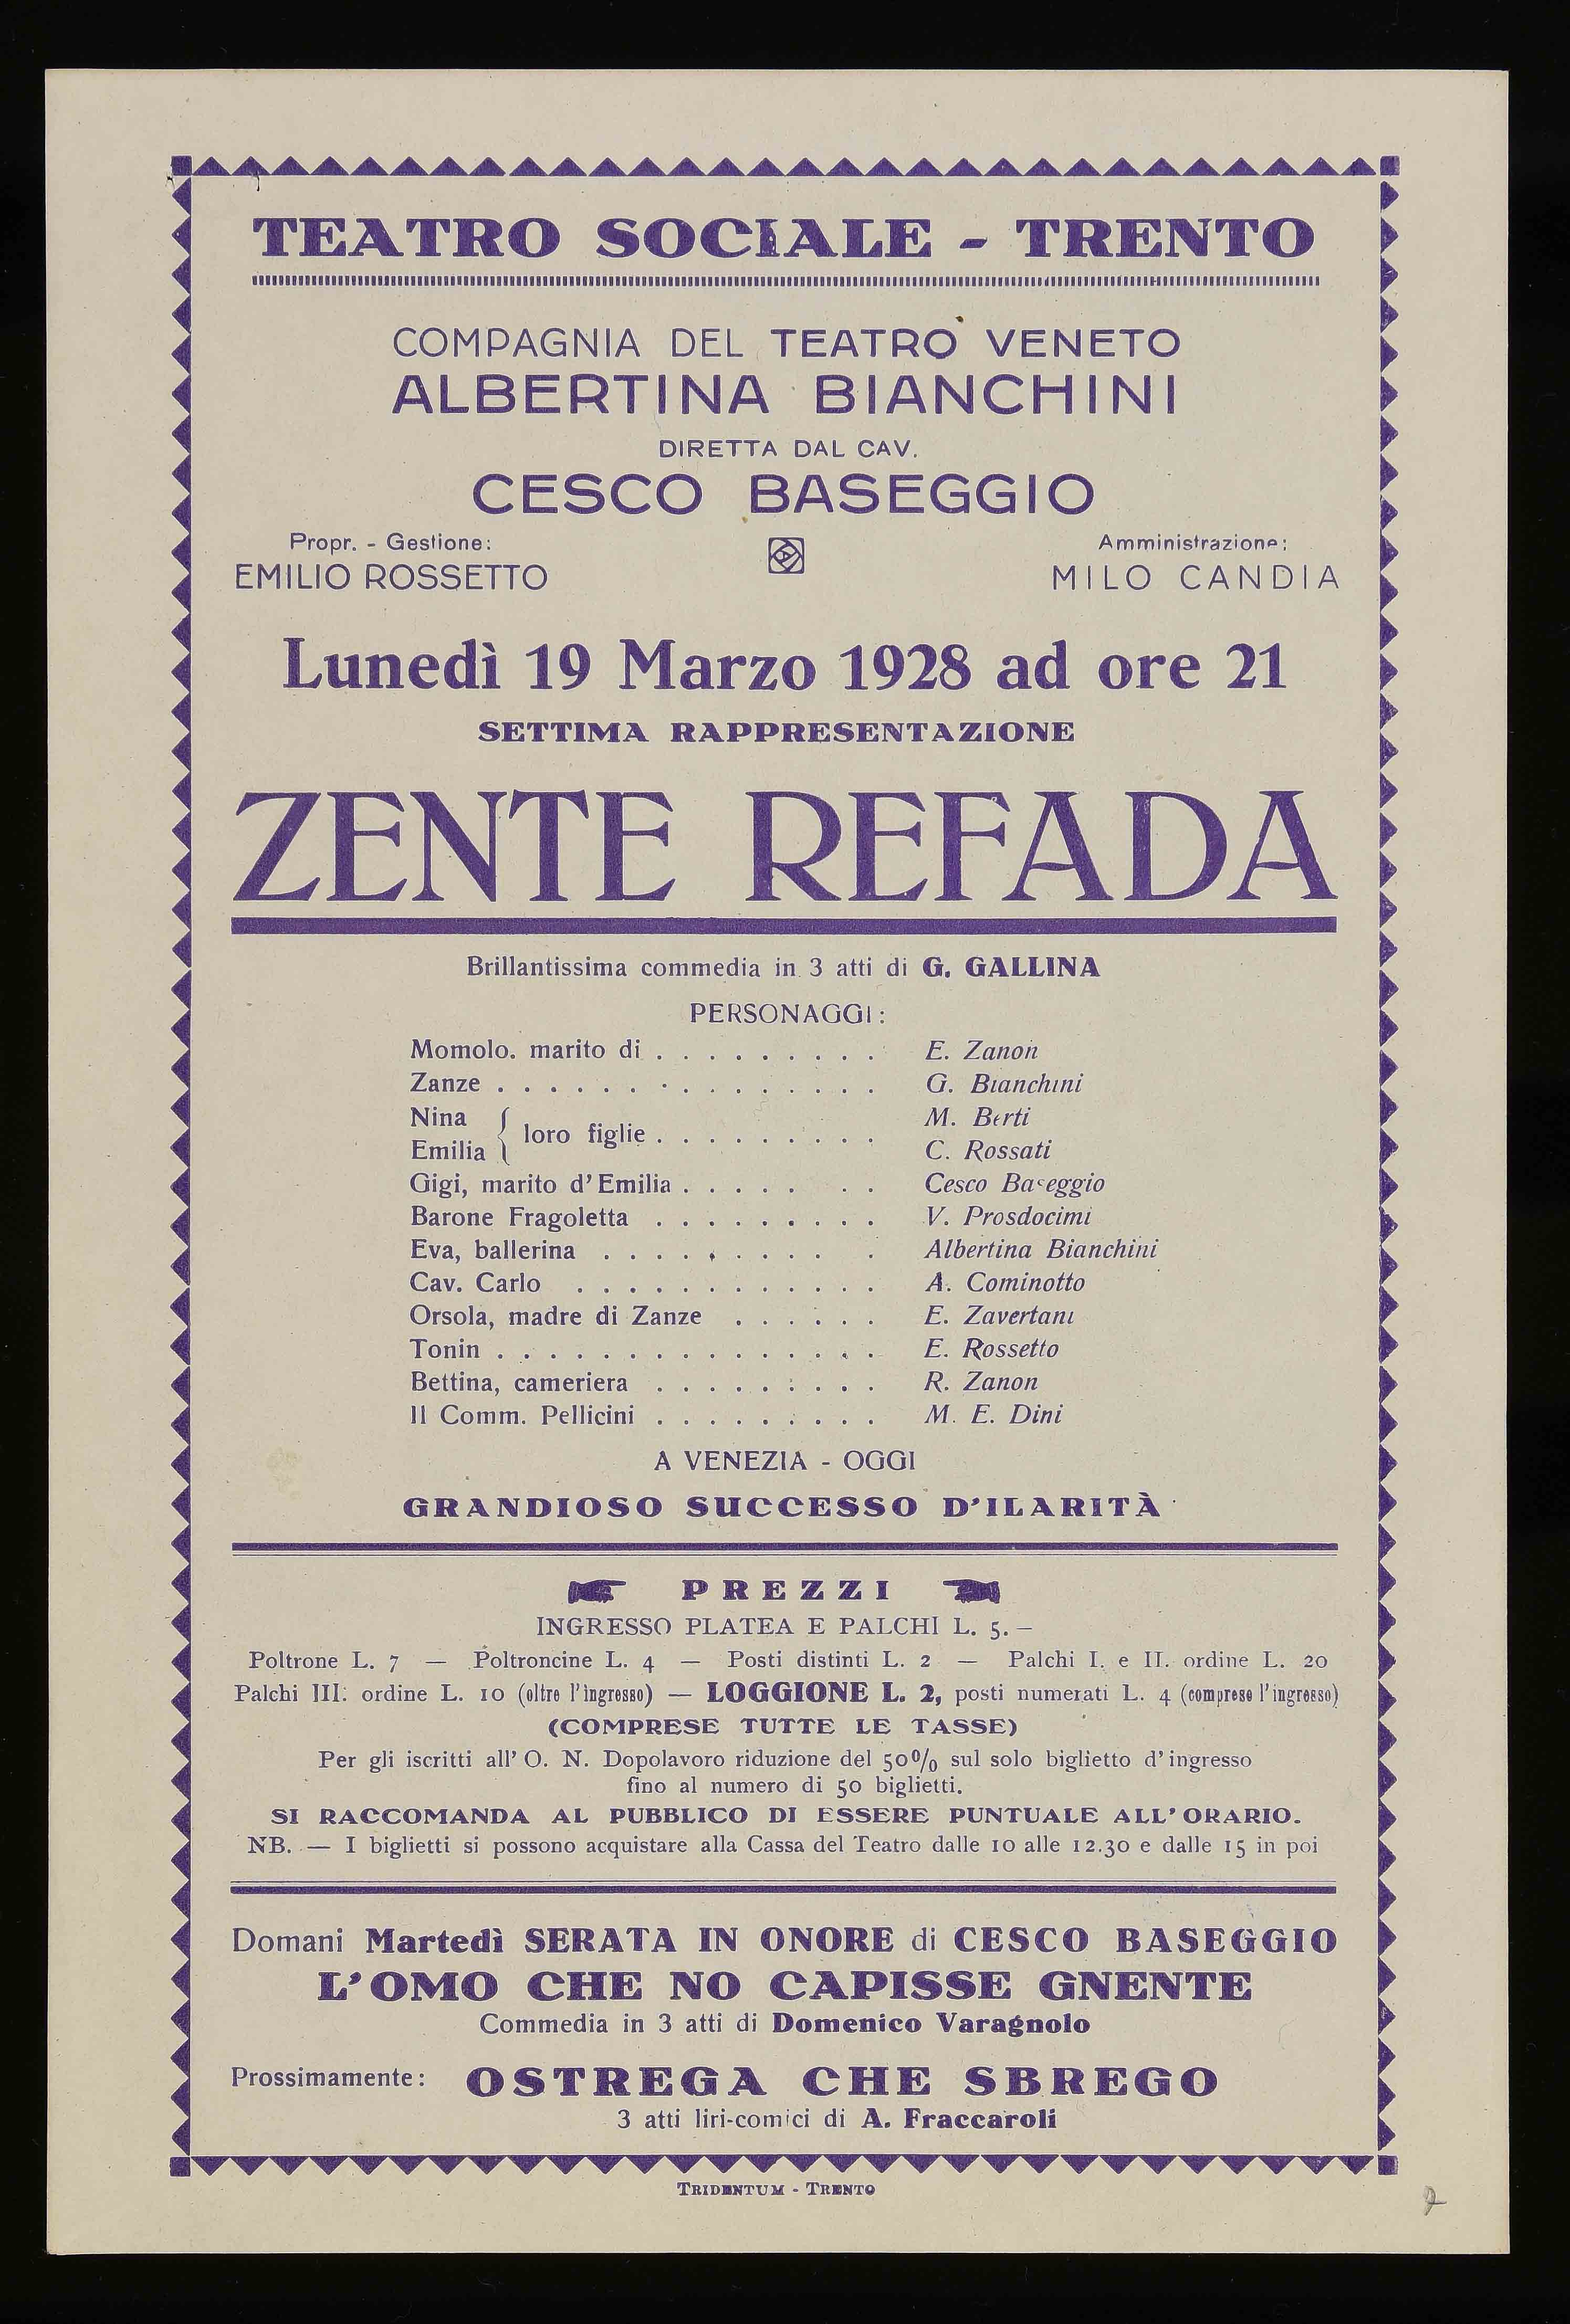 TEATRO SOCIALE - TRENTO
COMPAGNIA DEL TEATRO VENETO
ALBERTINA BIANCHINI
DIRETTA DAL CAV.
CESCO BASEGGIO
Propr. - Gestione:
EMILIO ROSSETTO
Amministrazione:
MILO CANDIA
Lunedì 19 Marzo 1928 ad ore 21
SETTIMA RAPPRESENTAZIONE
ZENTE REFADA
Brillantissima commedia in 3 atti di G. GALLINA
PERSONAGGI:
Momolo. marito di . . . . . . . . . E. Zanon
Zanze . . . . . . . . . . . . . . . G. Bianchini
Nina M. Berti
loro figlie . . . . . . . . .
Emilia C. Rossati
Gigi, marito d'Emilia . . . . . . . Cesco Baseggio
Barone Fragoletta . . . . . . . . . V. Prosdocimi
Eva, ballerina . . . . . . . . . . Albertina Bianchini
Cav. Carlo . . . . . . . . . . . . A. Cominotto
Orsola, madre di Zanze . . . . . . E. Zavertani
Tonin . . . . . . . . . . . . . . . E. Rossetto
Bettina, cameriera . . . . . . . . . R. Zanon
Il Comm. Pellicini . . . . . . . . . M. E. Dini
A VENEZIA - OGGI
GRANDIOSO SUCCESSO D'ILARITÀ
PREZZI
INGRESSO PLATEA E PALCHI L. 5.—
Poltrone L. 7 — Poltroncine L. 4 — Posti distinti L. 2 — Palchi I. e II. ordine L. 20
Palchi III. ordine L. 10 (oltre l'ingresso) — LOGGIONE L. 2, posti numerati L. 4 (comprese l'ingresso)
(COMPRESE TUTTE LE TASSE)
Per gli iscritti all'O. N. Dopolavoro riduzione del 50% sul solo biglietto d'ingresso
fino al numero di 50 biglietti.
SI RACCOMANDA AL PUBBLICO DI ESSERE PUNTUALE ALL'ORARIO.
NB. — I biglietti si possono acquistare alla Cassa del Teatro dalle 10 alle 12.30 e dalle 15 in poi
Domani Martedì SERATA IN ONORE di CESCO BASEGGIO
L'OMO CHE NO CAPISSE GNENTE
Commedia in 3 atti di Domenico Varagnolo
Prossimamente: OSTREGA CHE SBREGO
3 atti liri-comici di A. Fraccaroli
TRIDENTUM - TRENTO